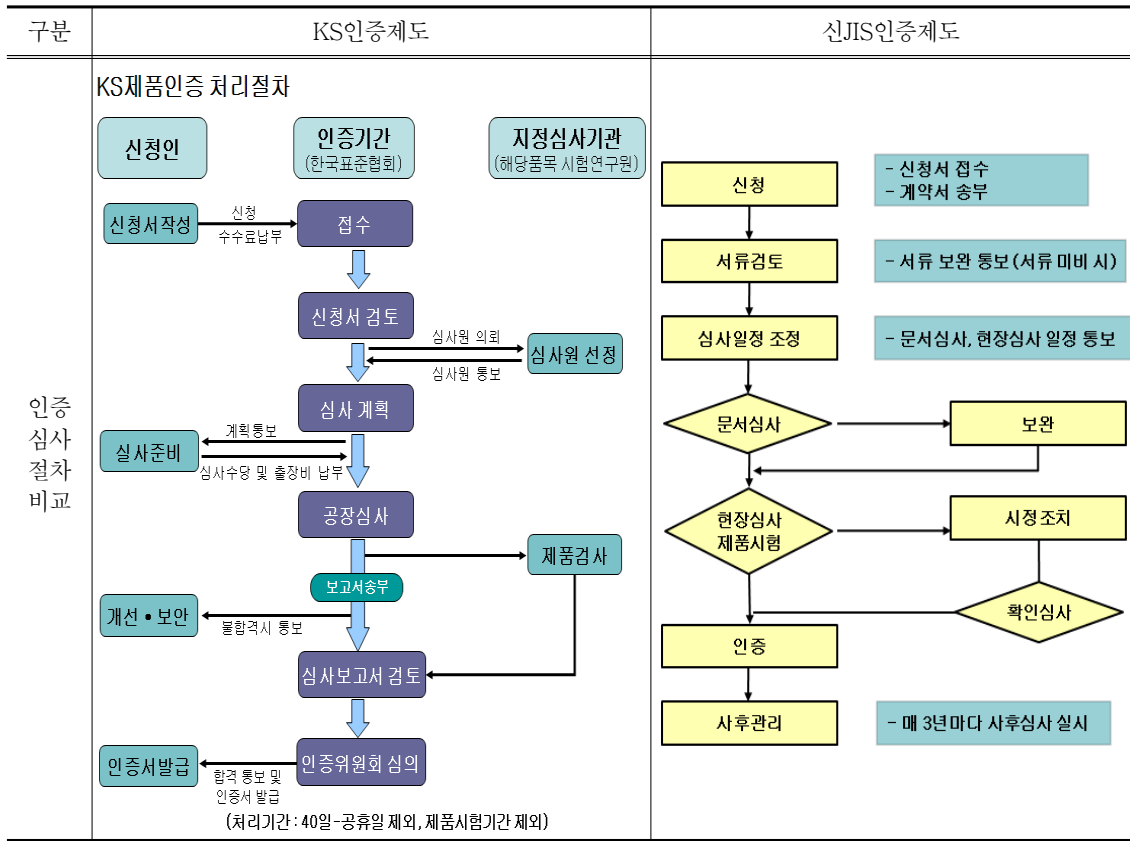 구분
KS인증제도
신JIS인증제도
인증
심사
절차
비교
KS제품인증 처리절차
신청인
인증기간
(한국표준협회)
지정심사기관
(해당품목 시험연구원)
신청서작성
신청
수수료납부
접수
신청서 검토
심사원 의뢰
심사원 통보
심사원 선정
심사 계획
계획통보
실사준비
심사수당 및 출장비 납부
공장심사
제품검사
보고서송부
개선 • 보안
불합격시 통보
심사보고서 검토
인증위원회 심의
인증서발급
합격 통보 및
인증서 발급
(처리기간 : 40일-공휴일 제외, 제품시험기간 제외)
신청
- 신청서 접수
- 계약서 송부
서류검토
- 서류 보완 통보 (서류 미비 시)
심사일정 조정
- 문서심사, 현장심사 일정 통보
문서심사
보완
현장심사
제품시험
시정조치
확인심사
인증
사후관리
- 매 3년마다 사후심사 실시